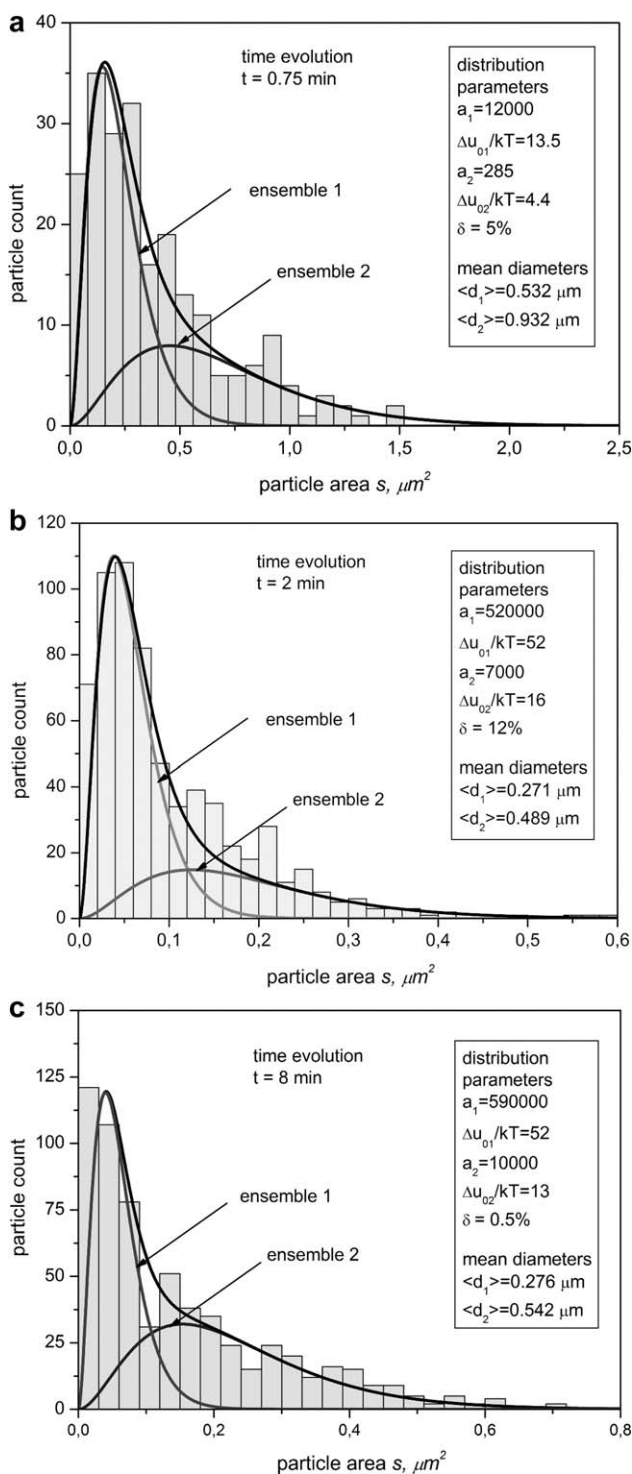 a
time evolution
t = 0.75 min
distribution
parameters
a₁=12000
Δu₀₁/kT=13.5
a₂=285
Δu₀₂/kT=4.4
δ = 5%
mean diameters
<d₁>=0.532 μm
<d₂>=0.932 μm
ensemble 1
ensemble 2
particle count
40
30
20
10
0
0,0 0,5 1,0 1,5 2,0 2,5
particle area s, μm²
b
time evolution
t = 2 min
distribution
parameters
a₁=520000
Δu₀₁/kT=52
a₂=7000
Δu₀₂/kT=16
δ = 12%
mean diameters
<d₁>=0.271 μm
<d₂>=0.489 μm
ensemble 1
ensemble 2
particle count
120
100
80
60
40
20
0
0,0 0,1 0,2 0,3 0,4 0,5 0,6
particle area s, μm²
c
time evolution
t = 8 min
distribution
parameters
a₁=590000
Δu₀₁/kT=52
a₂=10000
Δu₀₂/kT=13
δ = 0.5%
mean diameters
<d₁>=0.276 μm
<d₂>=0.542 μm
ensemble 1
ensemble 2
particle count
150
125
100
75
50
25
0
0,0 0,2 0,4 0,6 0,8
particle area s, μm²